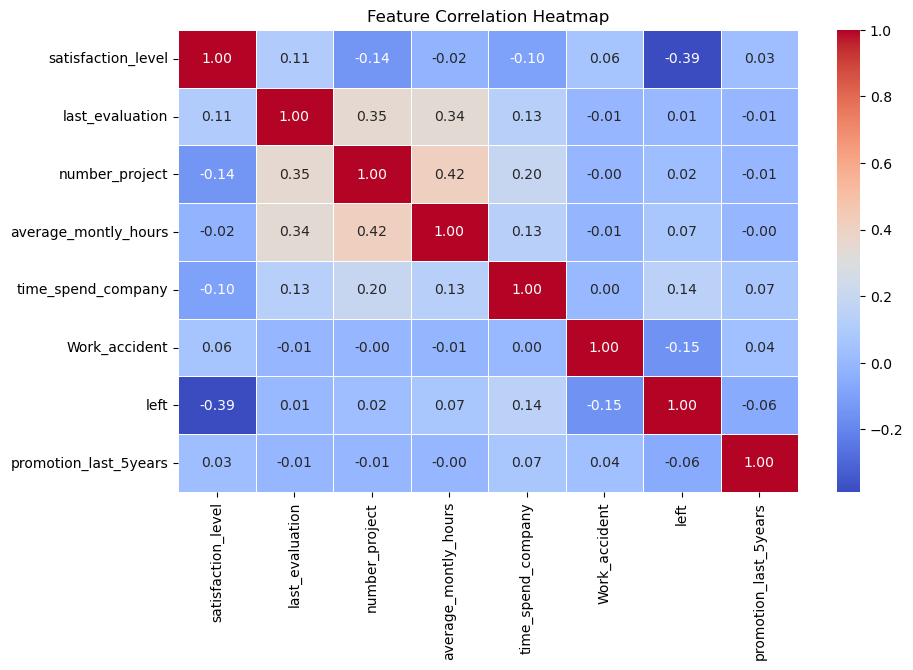 Feature Correlation Heatmap
satisfaction_level 1.00 0.11 -0.14 -0.02 -0.10 0.06 -0.39 0.03
last_evaluation 0.11 1.00 0.35 0.34 0.13 -0.01 0.01 -0.01
number_project -0.14 0.35 1.00 0.42 0.20 -0.00 0.02 -0.01
average_montly_hours -0.02 0.34 0.42 1.00 0.13 -0.01 0.07 -0.00
time_spend_company -0.10 0.13 0.20 0.13 1.00 0.00 0.14 0.07
Work_accident 0.06 -0.01 -0.00 -0.01 0.00 1.00 -0.15 0.04
left -0.39 0.01 0.02 0.07 0.14 -0.15 1.00 -0.06
promotion_last_5years 0.03 -0.01 -0.01 -0.00 0.07 0.04 -0.06 1.00
satisfaction_level
last_evaluation
number_project
average_montly_hours
time_spend_company
Work_accident
left
promotion_last_5years
1.0
0.8
0.6
0.4
0.2
0.0
−0.2